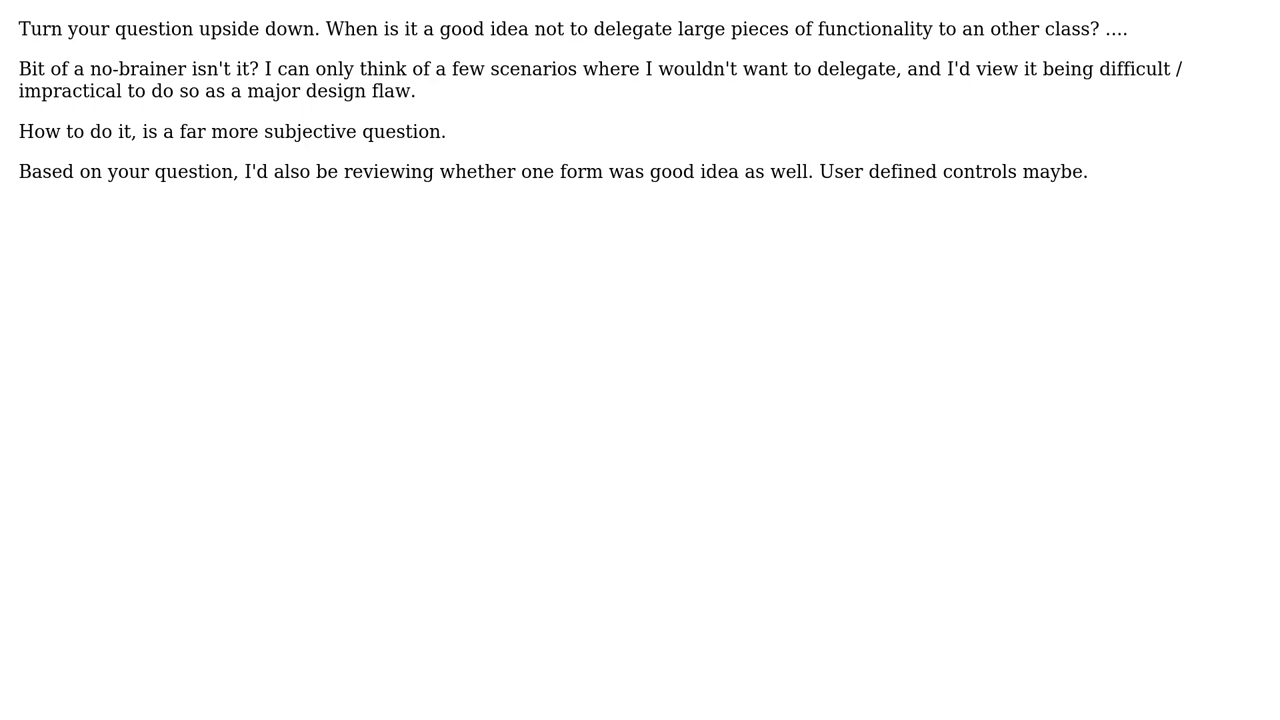 Turn your question upside down. When is it a good idea not to delegate large pieces of functionality to an other class? ....
Bit of a no-brainer isn't it? I can only think of a few scenarios where I wouldn't want to delegate, and I'd view it being difficult /
impractical to do so as a major design flaw.
How to do it, is a far more subjective question.
Based on your question, I'd also be reviewing whether one form was good idea as well. User defined controls maybe.